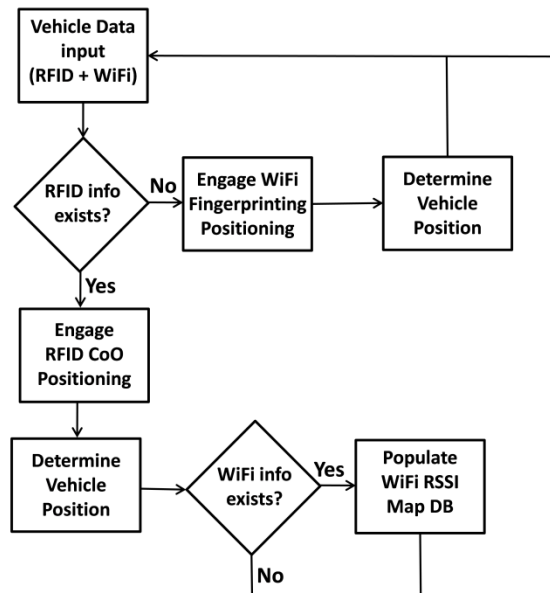 Vehicle Data
input
(RFID + WiFi)
RFID info
exists?
No
Engage WiFi
Fingerprinting
Positioning
Determine
Vehicle
Position
Yes
Engage
RFID CoO
Positioning
Determine
Vehicle
Position
WiFi info
exists?
Yes
Populate
WiFi RSSI
Map DB
No